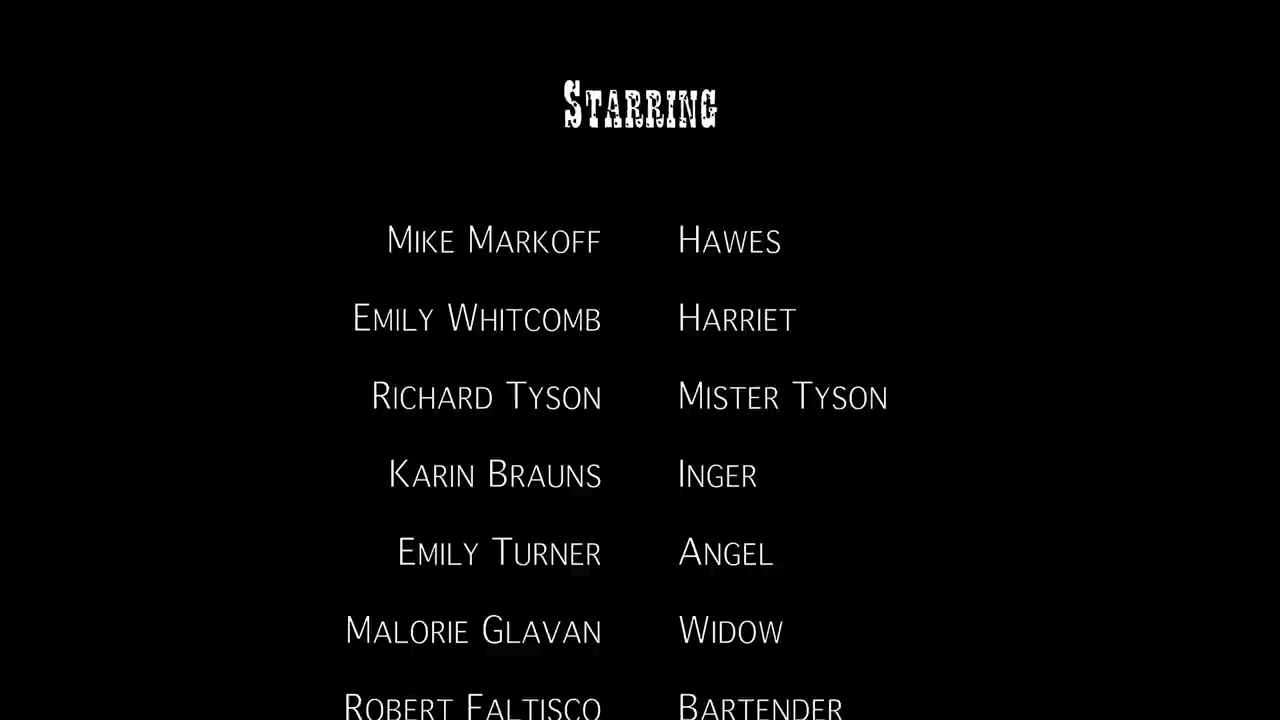 Starring
Mike Markoff Hawes
Emily Whitcomb Harriet
Richard Tyson Mister Tyson
Karin Brauns Inger
Emily Turner Angel
Malorie Glavan Widow
Robert Faltisco Bartender